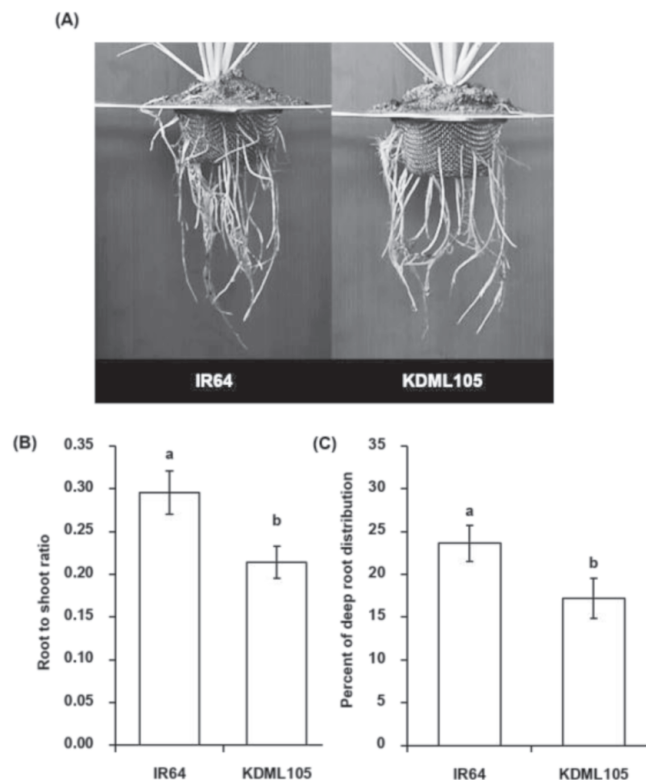 (A)
IR64 KDML105
(B)
Root to shoot ratio
0.35
0.30
0.25
0.20
0.15
0.10
0.05
0.00
a
b
IR64 KDML105
(C)
Percent of deep root distribution
35
30
25
20
15
10
5
0
a
b
IR64 KDML105